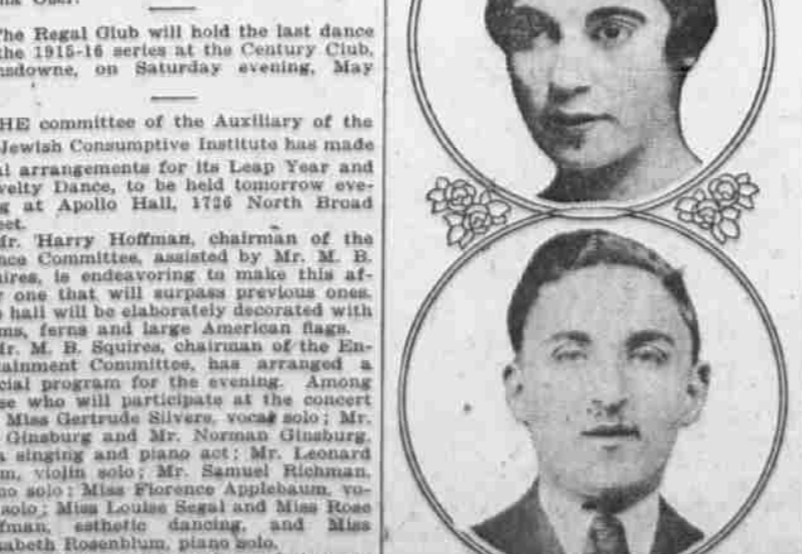 The Regal Club will hold the last dance
the 1915-16 series at the Century Club,
nsdowne, on Saturday evening, May
HE committee of the Auxiliary of the
Jewish Consumptive Institute has made
al arrangements for its Leap Year and
velty Dance, to be held tomorrow eve-
g at Apollo Hall, 1726 North Broad
eet.
Mr. Harry Hoffman, chairman of the
nce Committee, assisted by Mr. M. B.
uires, is endeavoring to make this af-
r one that will surpass previous ones.
hall will be elaborately decorated with
ms, ferns and large American flags.
Mr. M. B. Squires, chairman of the En-
tainment Committee, has arranged a
cial program for the evening. Among
se who will participate at the concert
Miss Gertrude Silvers, vocal solo; Mr.
Ginsburg and Mr. Norman Ginsburg,
a singing and piano act; Mr. Leonard
m, violin solo; Mr. Samuel Richman,
no solo; Miss Florence Applebaum, vo-
solo; Miss Louise Segal and Miss Rose
fman, esthetic dancing, and Miss
sabeth Rosenblum, piano solo.